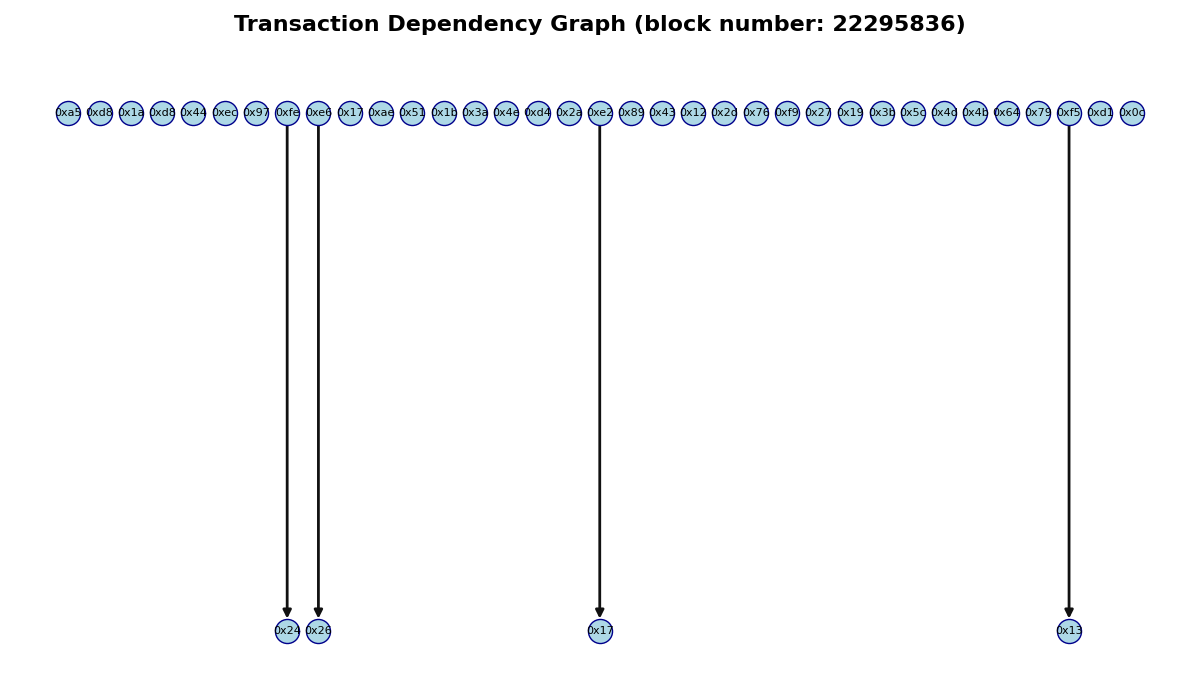 Transaction Dependency Graph (block number: 22295836)
0xa5 0xd8 0x1a 0xd8 0x44 0xec 0x97 0xfe 0xe6 0x17 0xae 0x51 0x1b 0x3a 0x4e 0xd4 0x2a 0xe2 0x89 0x43 0x12 0x2d 0x76 0xf9 0x27 0x19 0x3b 0x5c 0x4d 0x4b 0x64 0x79 0xf5 0xd1 0x0c
0x24 0x26 0x17 0x13